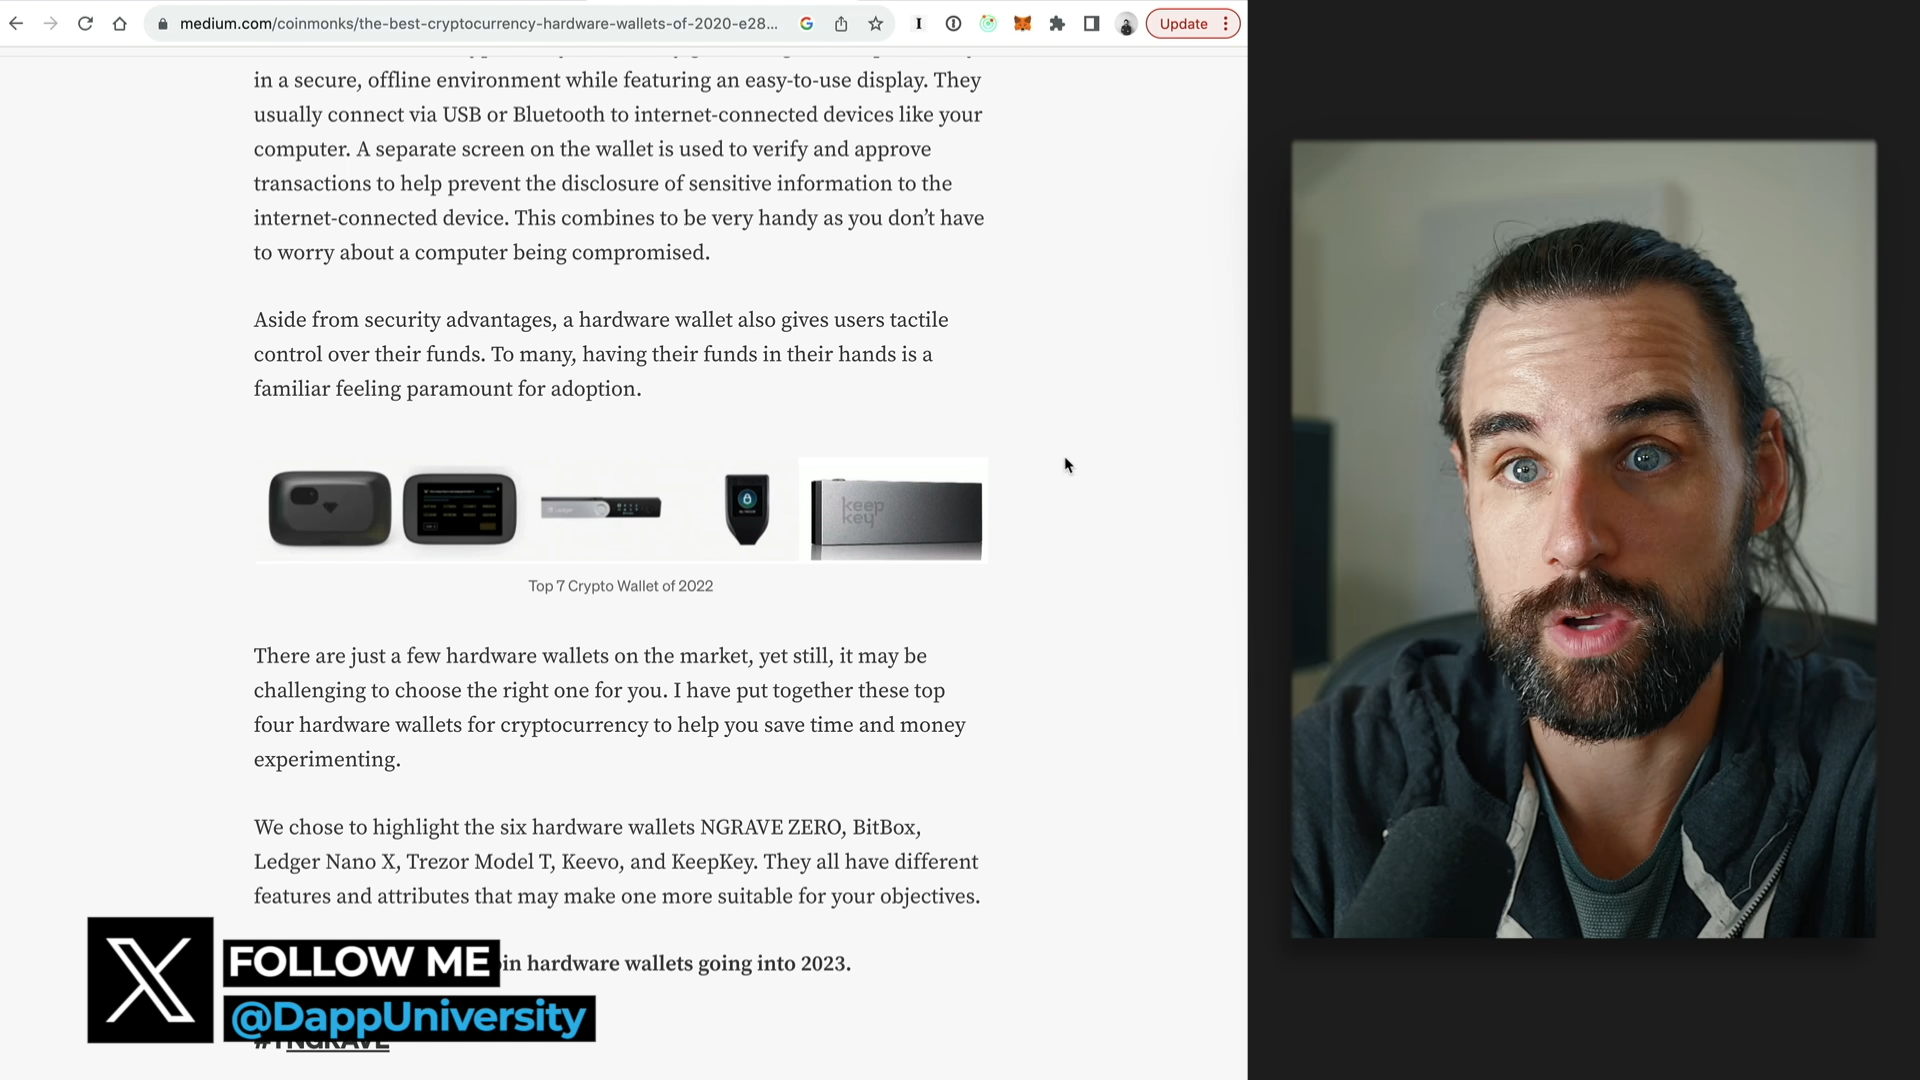 medium.com/coinmonks/the-best-cryptocurrency-hardware-wallets-of-2020-e28...
Update
in a secure, offline environment while featuring an easy-to-use display. They
usually connect via USB or Bluetooth to internet-connected devices like your
computer. A separate screen on the wallet is used to verify and approve
transactions to help prevent the disclosure of sensitive information to the
internet-connected device. This combines to be very handy as you don’t have
to worry about a computer being compromised.
Aside from security advantages, a hardware wallet also gives users tactile
control over their funds. To many, having their funds in their hands is a
familiar feeling paramount for adoption.
Ledger
keep
key
Top 7 Crypto Wallet of 2022
There are just a few hardware wallets on the market, yet still, it may be
challenging to choose the right one for you. I have put together these top
four hardware wallets for cryptocurrency to help you save time and money
experimenting.
We chose to highlight the six hardware wallets NGRAVE ZERO, BitBox,
Ledger Nano X, Trezor Model T, Keevo, and KeepKey. They all have different
features and attributes that may make one more suitable for your objectives.
in hardware wallets going into 2023.
FOLLOW ME
@DappUniversity
#1NGRAVE